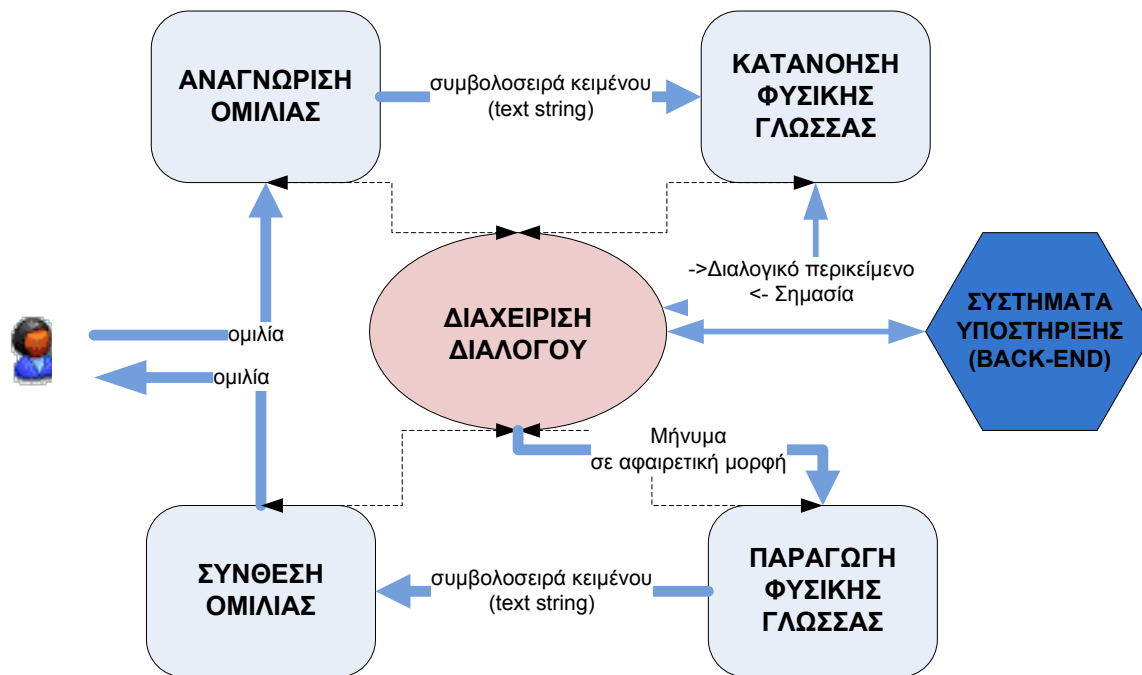 ΑΝΑΓΝΩΡΙΣΗ
ΟΜΙΛΙΑΣ
συμβολοσειρά κειμένου
(text string)
ΚΑΤΑΝΟΗΣΗ
ΦΥΣΙΚΗΣ
ΓΛΩΣΣΑΣ
->Διαλογικό περικείμενο
<- Σημασία
ΔΙΑΧΕΙΡΙΣΗ
ΔΙΑΛΟΓΟΥ
ΣΥΣΤΗΜΑΤΑ
ΥΠΟΣΤΗΡΙΞΗΣ
(BACK-END)
ομιλία
ομιλία
Μήνυμα
σε αφαιρετική μορφή
ΣΥΝΘΕΣΗ
ΟΜΙΛΙΑΣ
συμβολοσειρά κειμένου
(text string)
ΠΑΡΑΓΩΓΗ
ΦΥΣΙΚΗΣ
ΓΛΩΣΣΑΣ